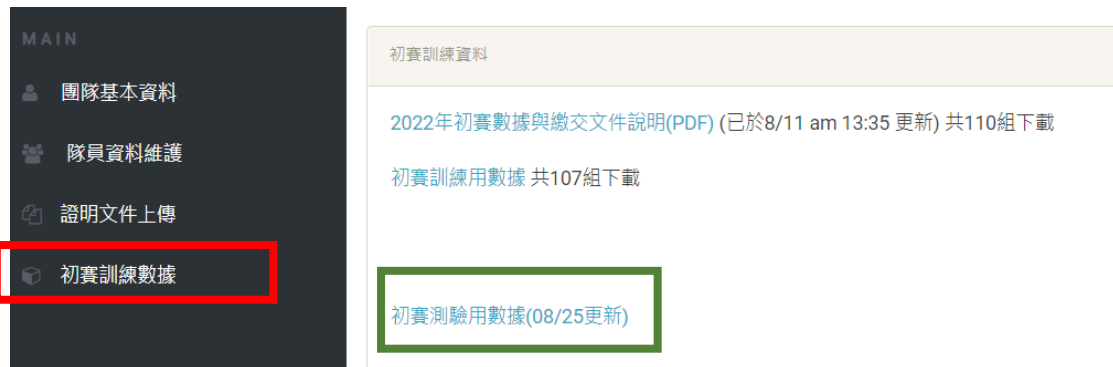 MAIN
團隊基本資料
隊員資料維護
證明文件上傳
初賽訓練數據
初賽訓練資料
2022年初賽數據與繳交文件說明(PDF) (已於8/11 am 13:35 更新) 共110組下載
初賽訓練用數據 共107組下載
初賽測驗用數據(08/25更新)